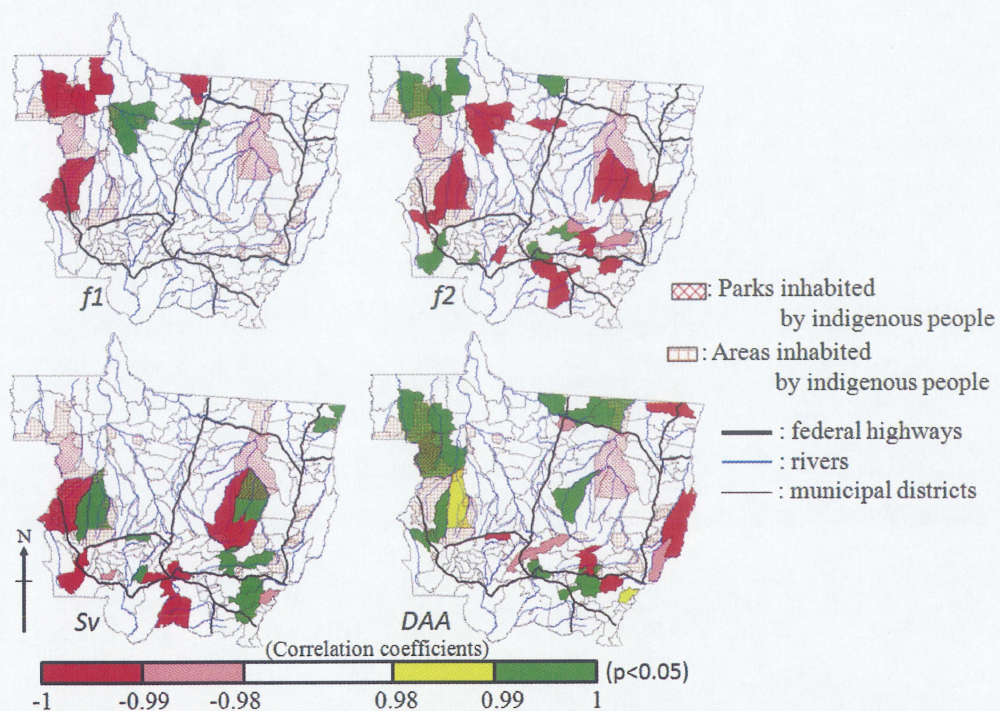 f1
f2
: Parks inhabited
by indigenous people
: Areas inhabited
by indigenous people
: federal highways
: rivers
: municipal districts
N
Sv
DAA
(Correlation coefficients)
(p<0.05)
-1 -0.99 -0.98 0.98 0.99 1